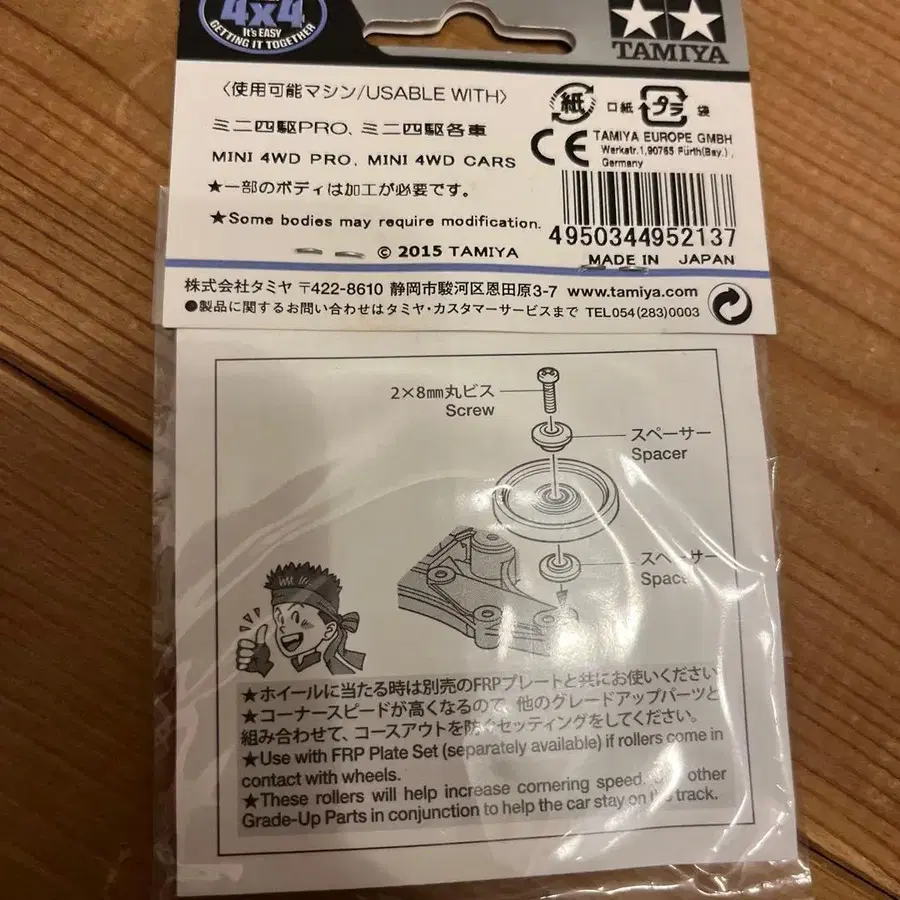 4x4
It's EASY
GETTING IT TOGETHER
TAMIYA
〈使用可能マシン/USABLE WITH〉
ミニ四駆PRO、ミニ四駆各車
MINI 4WD PRO, MINI 4WD CARS
★一部のボディは加工が必要です。
★Some bodies may require modification.
© 2015 TAMIYA
紙
口紙
プラ
袋
CE
TAMIYA EUROPE GMBH
Werkstr.1,90765 Fürth(Bay.),
Germany
4950344952137
MADE IN JAPAN
株式会社タミヤ 〒422-8610 静岡市駿河区恩田原3-7 www.tamiya.com
●製品に関するお問い合わせはタミヤ・カスタマーサービスまで TEL054(283)0003
2×8mm丸ビス
Screw
スペーサー
Spacer
スペーサー
Spacer
★ホイールに当たる時は別売のFRPプレートと共にお使いください
★コーナースピードが高くなるので、他のグレードアップパーツと
組み合わせて、コースアウトを防ぐセッティングをしてください。
★Use with FRP Plate Set (separately available) if rollers come in
contact with wheels.
★These rollers will help increase cornering speed. other
Grade-Up Parts in conjunction to help the car stay on the track.